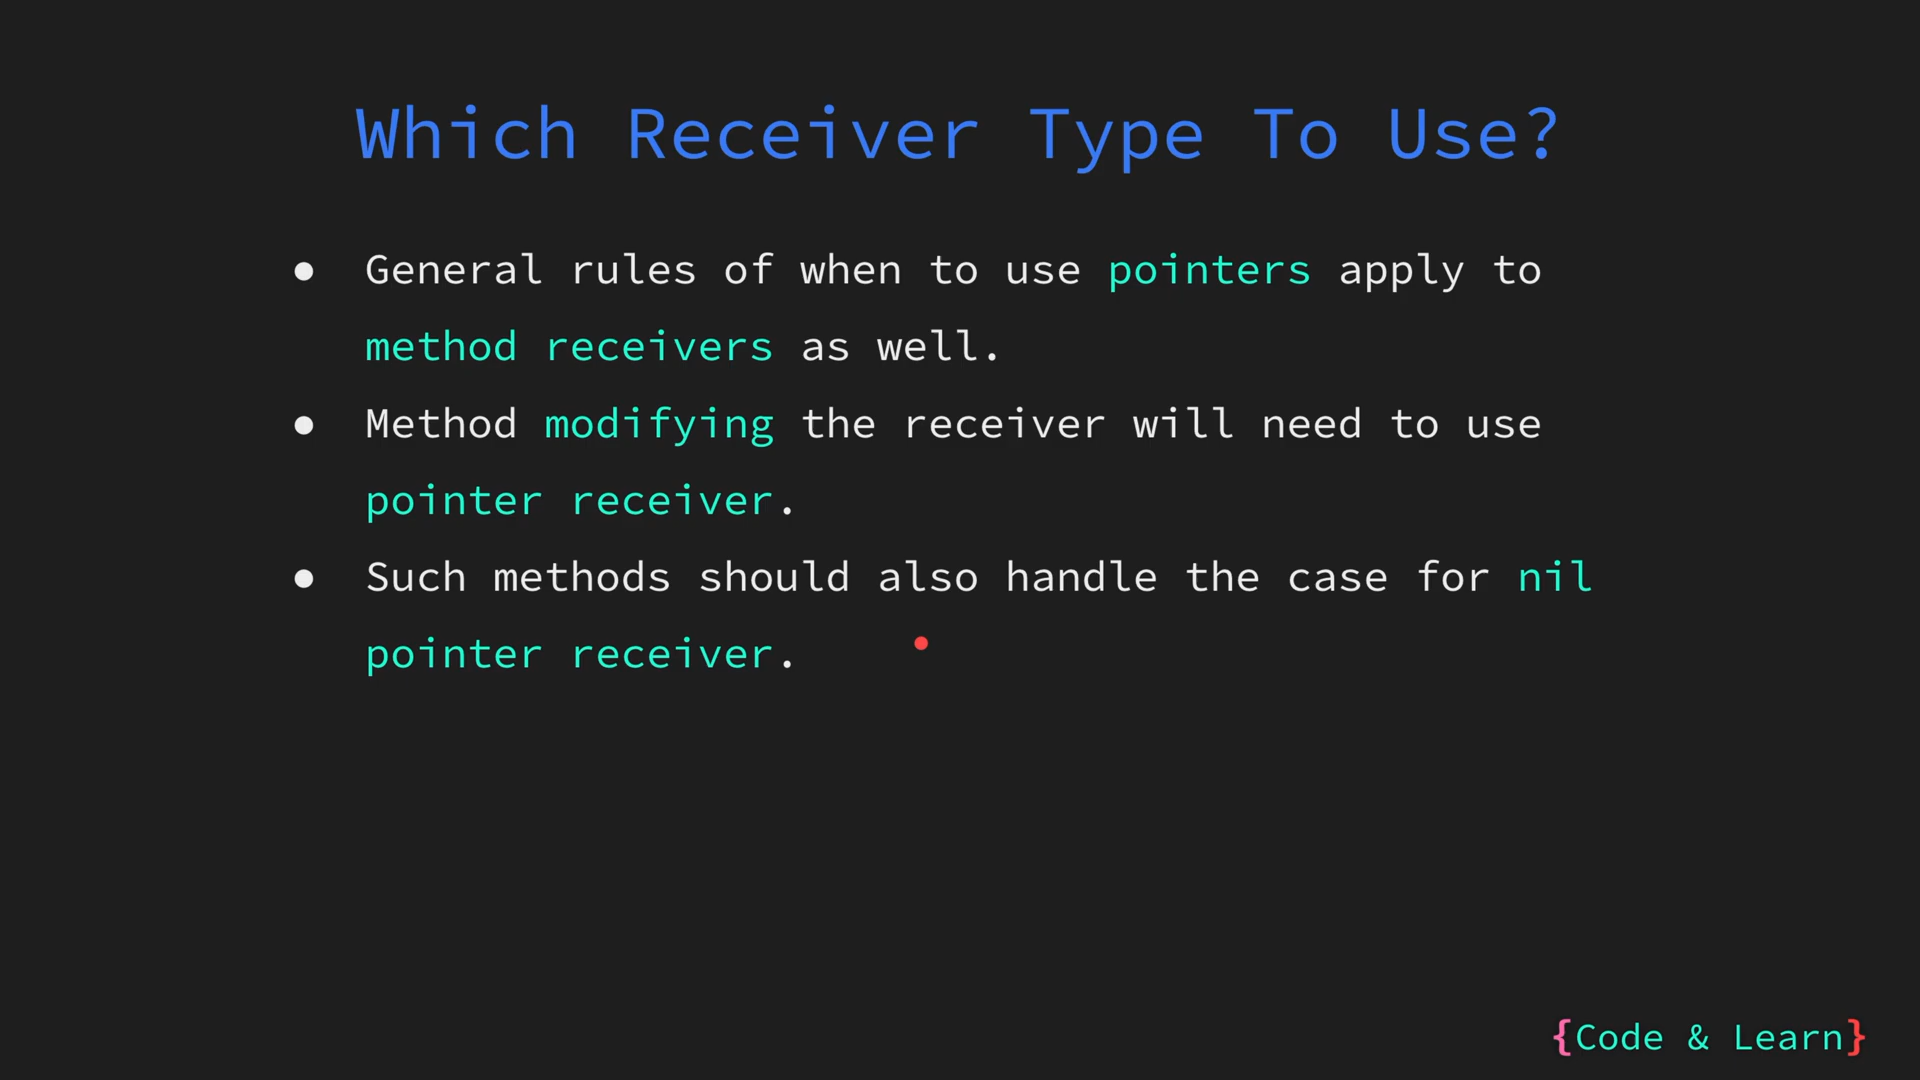 Which Receiver Type To Use?
● General rules of when to use pointers apply to
method receivers as well.
● Method modifying the receiver will need to use
pointer receiver.
● Such methods should also handle the case for nil
pointer receiver.
{Code & Learn}